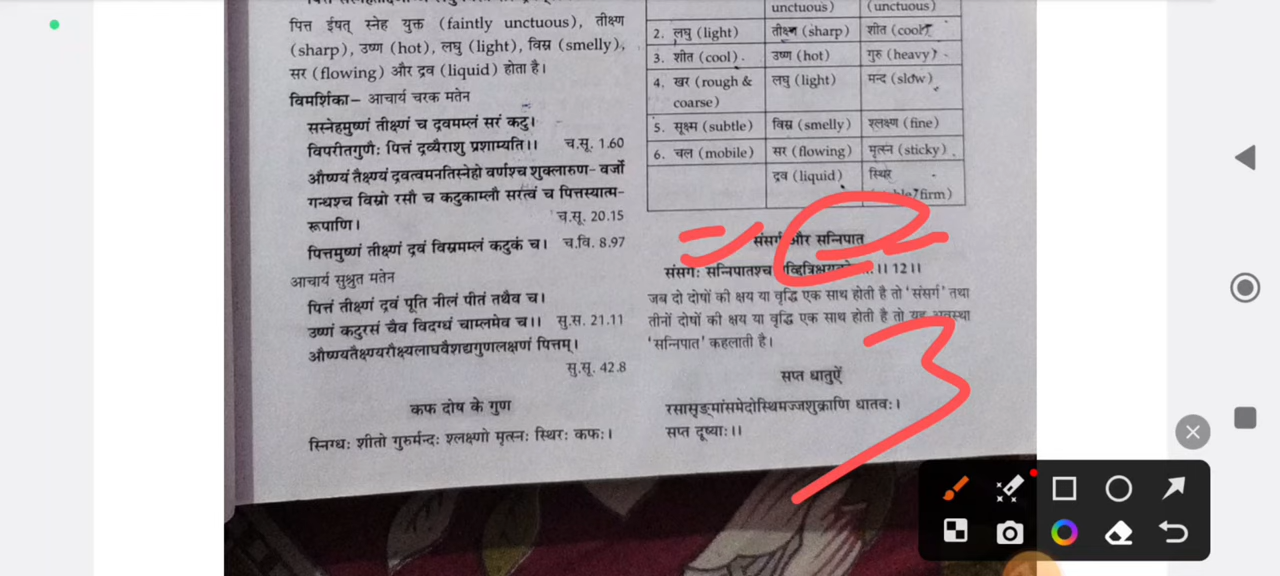 पित्त ईषत् स्नेह युक्त (faintly unctuous), तीक्ष्ण
(sharp), उष्ण (hot), लघु (light), विस्र (smelly),
सर (flowing) और द्रव (liquid) होता है।
विमर्शिका– आचार्य चरक मतेन
सस्नेहमुष्णं तीक्ष्णं च द्रवमम्लं सरं कटु।
विपरीतगुणैः पित्तं द्रव्यैराशु प्रशाम्यति।। च.सू. 1.60
औष्ण्यं तैक्ष्ण्यं द्रवत्वमनतिस्नेहो वर्णश्च शुक्लारुण- वर्जो
गन्धश्च विस्रो रसौ च कटुकाम्लौ सरत्वं च पित्तस्यात्म-
रूपाणि।
च.सू. 20.15
पित्तमुष्णं तीक्ष्णं द्रवं विस्रमम्लं कटुकं च। च.वि. 8.97
आचार्य सुश्रुत मतेन
पित्तं तीक्ष्णं द्रवं पूति नीलं पीतं तथैव च।
उष्णं कटुरसं चैव विदग्धं चाम्लमेव च।। सु.स. 21.11
औष्ण्यतैक्ष्ण्यरौक्ष्यलाघवैशद्यगुणलक्षणं पित्तम्।
सु.सू. 42.8
कफ दोष के गुण
स्निग्धः शीतो गुरुर्मन्दः श्लक्ष्णो मृत्स्नः स्थिरः कफः।
unctuous) (unctuous)
2. लघु (light) तीक्ष्ण (sharp) शीत (cool)
3. शीत (cool) उष्ण (hot) गुरु (heavy)
4. खर (rough & लघु (light) मन्द (slow)
coarse)
5. सूक्ष्म (subtle) विस्र (smelly) श्लक्ष्ण (fine)
6. चल (mobile) सर (flowing) मृत्स्न (sticky)
द्रव (liquid) स्थिर
firm)
संसर्ग और सन्निपात
संसर्गः सन्निपातश्च ।। 12।।
जब दो दोषों की क्षय या वृद्धि एक साथ होती है तो 'संसर्ग' तथा
तीनों दोषों की क्षय या वृद्धि एक साथ होती है तो यह अवस्था
'सन्निपात' कहलाती है।
3
सप्त धातुऐं
रसासृङ्मांसमेदोस्थिमज्जशुक्राणि धातवः।
सप्त दूष्याः।।